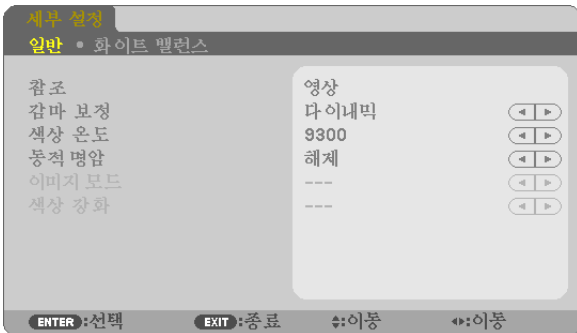 세부 설정
일반 • 화이트 밸런스
참조 영상
감마 보정 다이내믹
색상 온도 9300
동적 명암 해제
이미지 모드 ---
색상 강화 ---
ENTER :선택 EXIT :종료 :이동 :이동